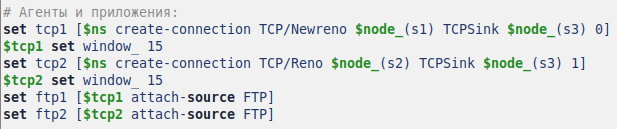 # Агенты и приложения:
set tcp1 [$ns create-connection TCP/Newreno $node_(s1) TCPSink $node_(s3) 0]
$tcp1 set window_ 15
set tcp2 [$ns create-connection TCP/Reno $node_(s2) TCPSink $node_(s3) 1]
$tcp2 set window_ 15
set ftp1 [$tcp1 attach-source FTP]
set ftp2 [$tcp2 attach-source FTP]